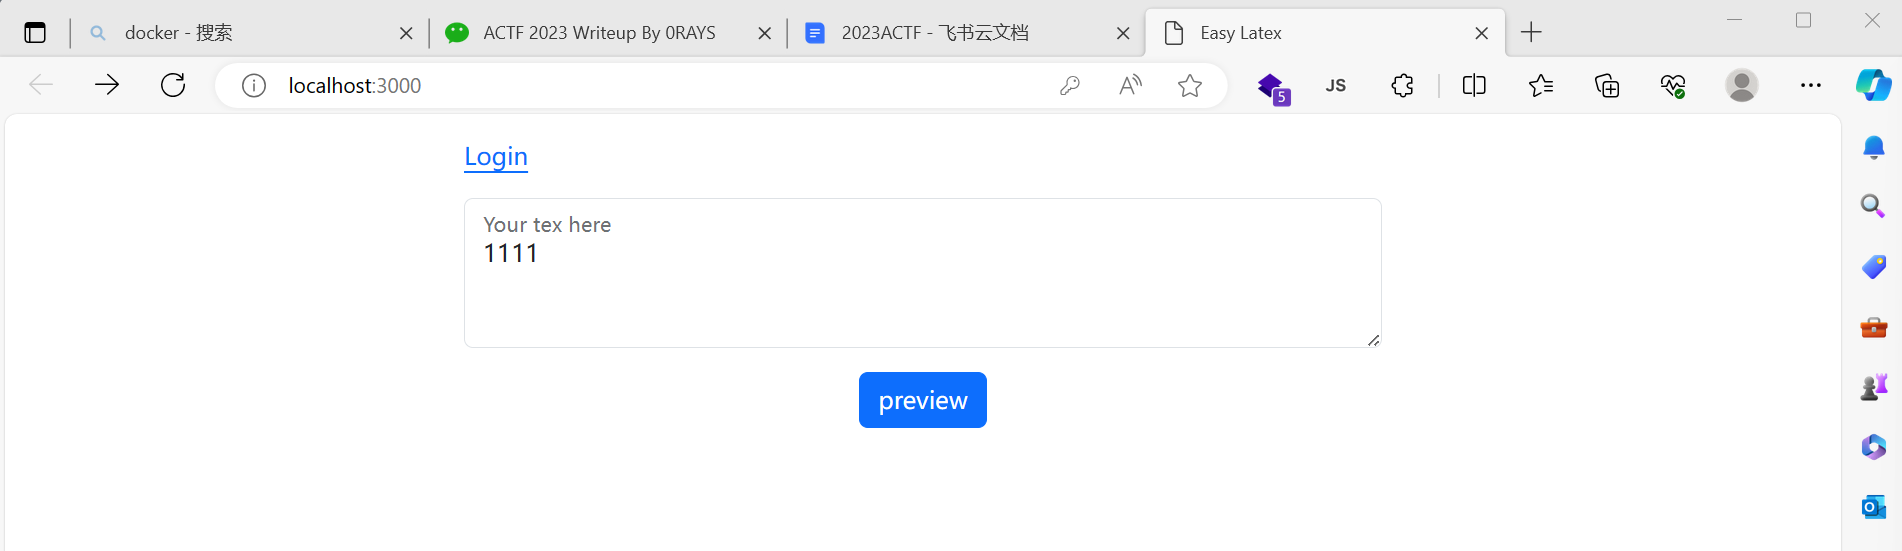 docker - 搜索
ACTF 2023 Writeup By 0RAYS
2023ACTF - 飞书云文档
Easy Latex
localhost:3000
A
5
JS
Login
Your tex here
1111
preview